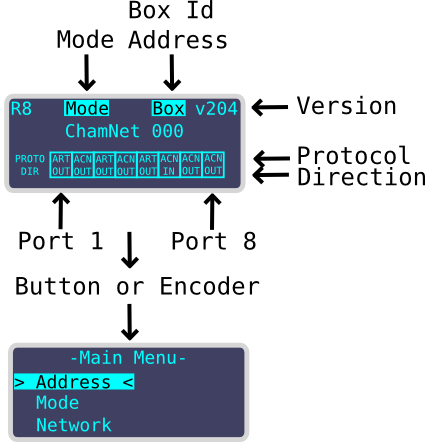 Box Id
Mode Address
R8 Mode Box v204
Version
ChamNet 000
PROTO ART ACN ART ACN ART ACN ACN ACN
Protocol
DIR OUT OUT OUT OUT OUT IN OUT OUT
Direction
Port 1 Port 8
Button or Encoder
-Main Menu-
> Address <
Mode
Network